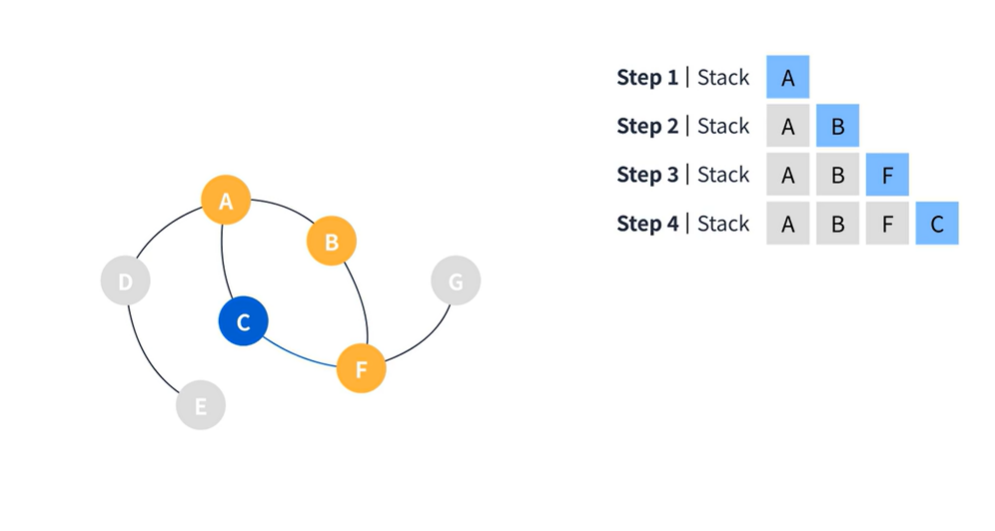 Step 1 | Stack A
Step 2 | Stack A B
Step 3 | Stack A B F
Step 4 | Stack A B F C
A
B
D
G
C
F
E